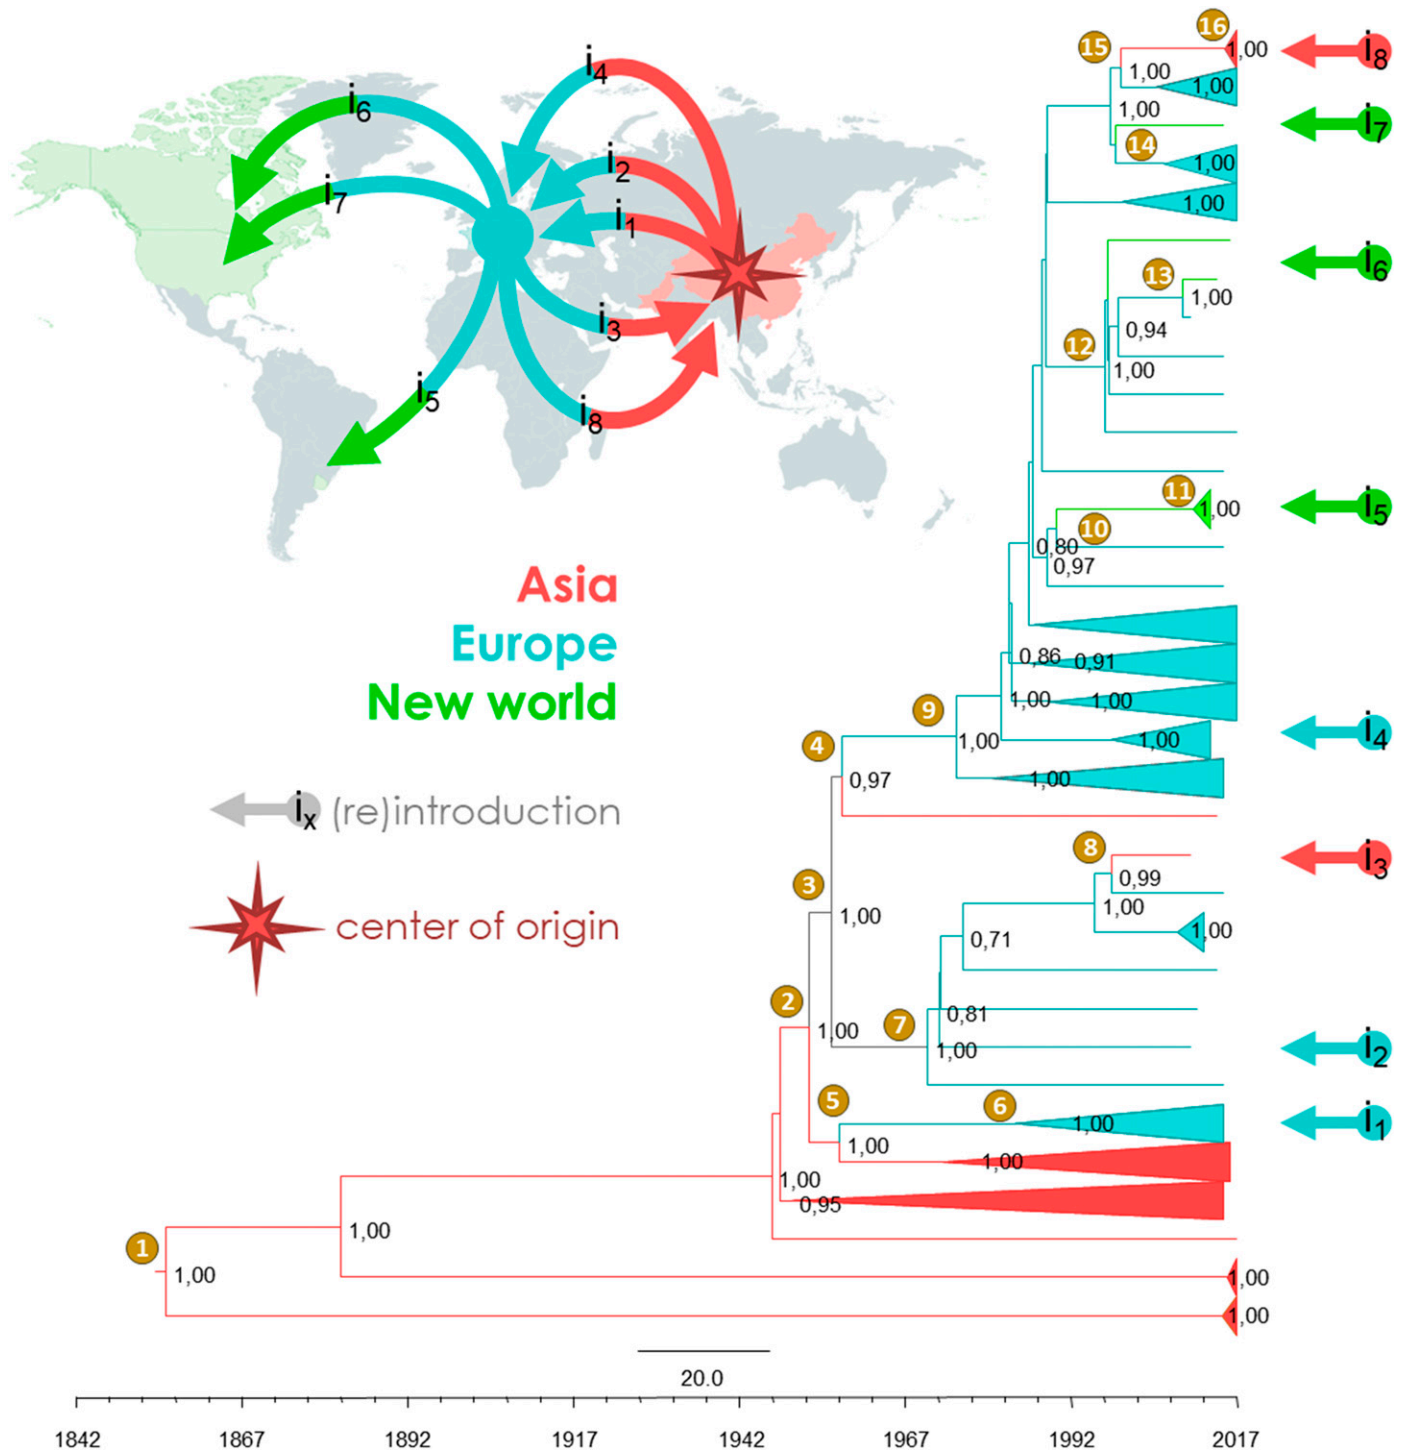 16
15
1,00
i8
1,00
1,00
1,00
i7
14
1,00
1,00
i6
13
1,00
0,94
12
1,00
11
1,00
i5
10
0,80
0,97
0,86
0,91
1,00
1,00
9
4
1,00
1,00
i4
0,97
1,00
8
i3
0,99
3
1,00
1,00
1,00
0,71
2
0,81
7
1,00
1,00
i2
5
6
1,00
i1
1,00
1,00
1,00
0,95
1
1,00
1,00
1,00
1,00
i4
i6
i2
i7
i1
i3
i5
i8
Asia
Europe
New world
ix (re)introduction
center of origin
20.0
1842 1867 1892 1917 1942 1967 1992 2017